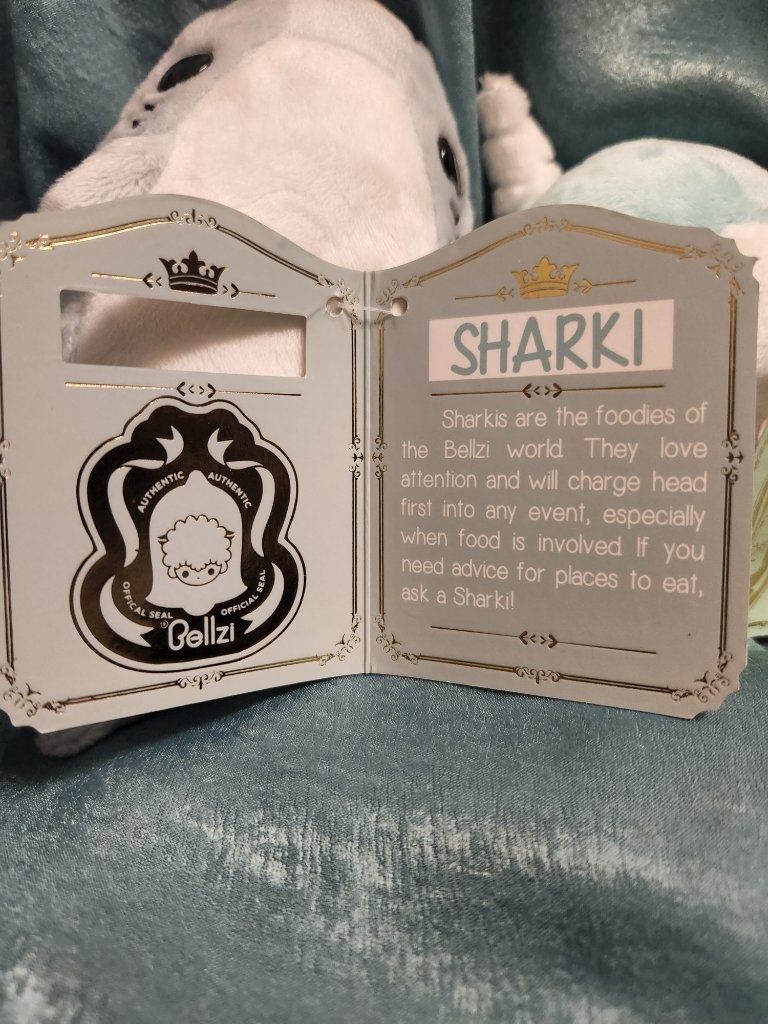 AUTHENTIC AUTHENTIC
OFFICAL SEAL OFFICIAL SEAL
® Bellzi
SHARKI
Sharkis are the foodies of
the Bellzi world. They love
attention and will charge head
first into any event, especially
when food is involved. If you
need advice for places to eat,
ask a Sharki!